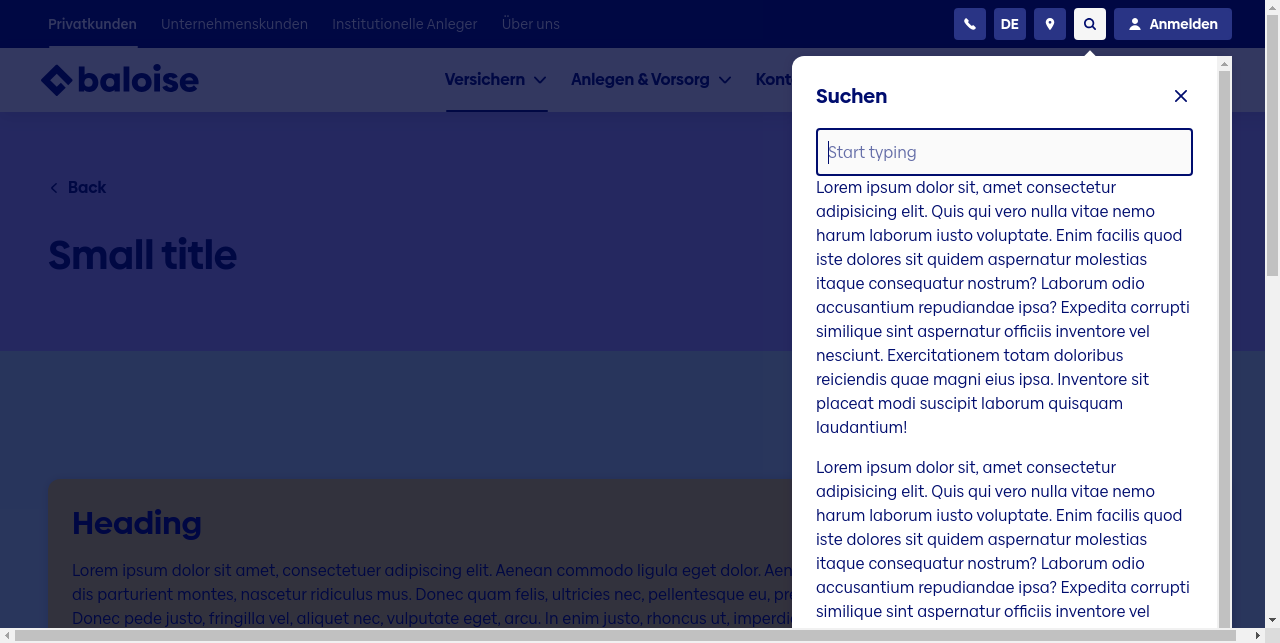 Privatkunden Unternehmenskunden Institutionelle Anleger Über uns DE Anmelden
baloise Versichern Anlegen & Vorsorg
Back
Small title
Heading
Lorem ipsum dolor sit amet, consectetuer adipiscing elit. Aenean commodo ligula eget dolor.
dis parturient montes, nascetur ridiculus mus. Donec quam felis, ultricies nec, pellentesque eu,
Donec pede justo, fringilla vel, aliquet nec, vulputate eget, arcu. In enim justo, rhoncus ut,
Suchen
Start typing
Lorem ipsum dolor sit, amet consectetur
adipisicing elit. Quis qui vero nulla vitae nemo
harum laborum iusto voluptate. Enim facilis quod
iste dolores sit quidem aspernatur molestias
itaque consequatur nostrum? Laborum odio
accusantium repudiandae ipsa? Expedita corrupti
similique sint aspernatur officiis inventore vel
nesciunt. Exercitationem totam doloribus
reiciendis quae magni eius ipsa. Inventore sit
placeat modi suscipit laborum quisquam
laudantium!
Lorem ipsum dolor sit, amet consectetur
adipisicing elit. Quis qui vero nulla vitae nemo
harum laborum iusto voluptate. Enim facilis quod
iste dolores sit quidem aspernatur molestias
itaque consequatur nostrum? Laborum odio
accusantium repudiandae ipsa? Expedita corrupti
similique sint aspernatur officiis inventore vel